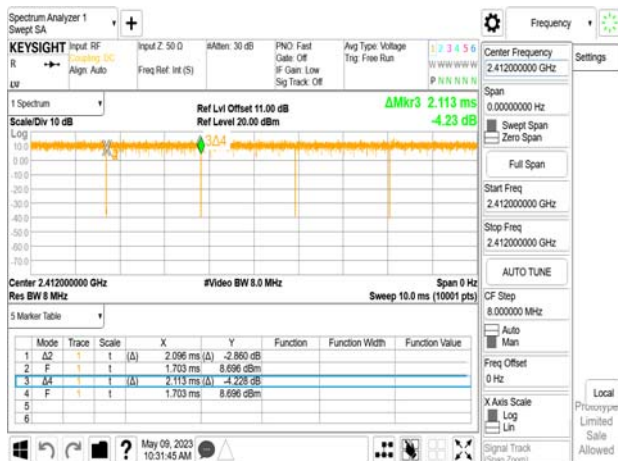 Spectrum Analyzer 1
Swept SA
Frequency
KEYSIGHT Input: RF Input Z: 50 Ω #Atten: 30 dB PNO: Fast Avg Type: Voltage 1 2 3 4 5 6
R Coupling: DC Gate: Off Trig: Free Run W W W W W W
Align: Auto Freq Ref: Int (S) IF Gain: Low
Sig Track: Off P N N N N N
Center Frequency
2.412000000 GHz
Settings
Span
0.00000000 Hz
Swept Span
Zero Span
Full Span
Start Freq
2.412000000 GHz
Stop Freq
2.412000000 GHz
AUTO TUNE
CF Step
8.000000 MHz
Auto
Man
Freq Offset
0 Hz
X Axis Scale
Log
Lin
Signal Track
(Span Zoom)
Local
Prototype
Limited
Sale
Allowed
1 Spectrum Ref Lvl Offset 11.00 dB ΔMkr3 2.113 ms
Scale/Div 10 dB Ref Level 20.00 dBm -4.23 dB
Log
10.0
0.00
-10.0
-20.0
-30.0
-40.0
-50.0
-60.0
-70.0
3Δ4
Center 2.412000000 GHz #Video BW 8.0 MHz Span 0 Hz
Res BW 8 MHz Sweep 10.0 ms (10001 pts)
5 Marker Table
Mode Trace Scale X Y Function Function Width Function Value
1 Δ2 1 t (Δ) 2.096 ms (Δ) -2.860 dB
2 F 1 t 1.703 ms 8.696 dBm
3 Δ4 1 t (Δ) 2.113 ms (Δ) -4.228 dB
4 F 1 t 1.703 ms 8.696 dBm
5
6
May 09, 2023
10:31:45 AM